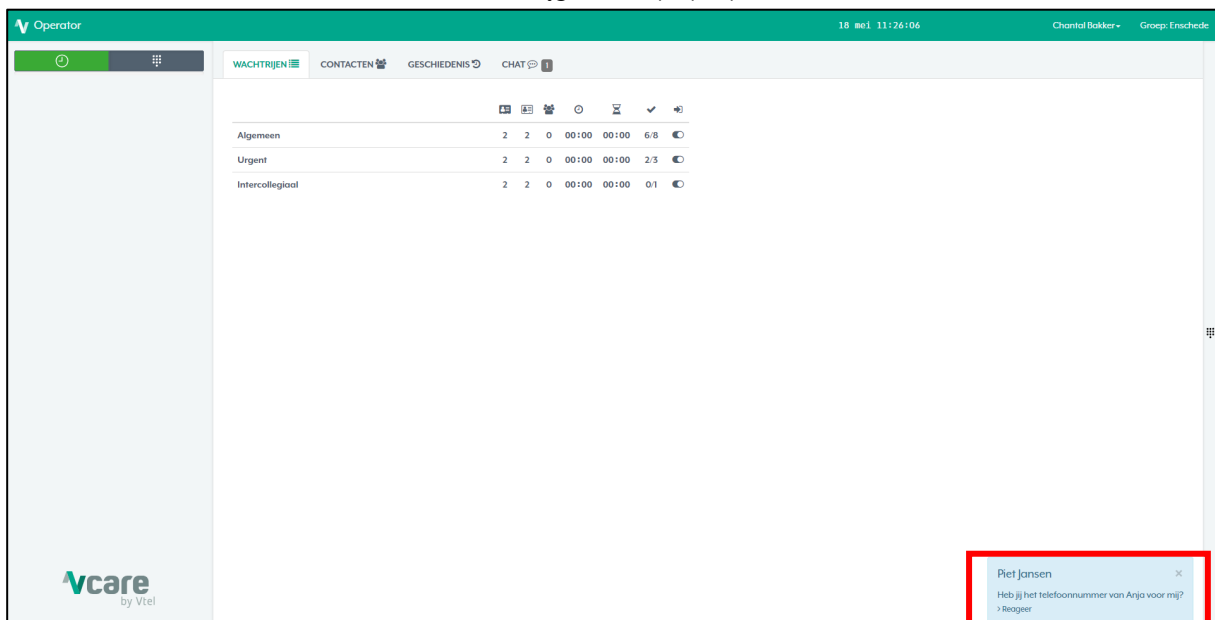 Operator
18 mei 11:26:06
Chantal Bakker
Groep: Enschede
WACHTRIJEN
CONTACTEN
GESCHIEDENIS
CHAT 1
Algemeen 2 2 0 00:00 00:00 6/8
Urgent 2 2 0 00:00 00:00 2/3
Intercollegiaal 2 2 0 00:00 00:00 0/1
Vcare
by Vtel
Piet Jansen ×
Heb jij het telefoonnummer van Anja voor mij?
> Reageer